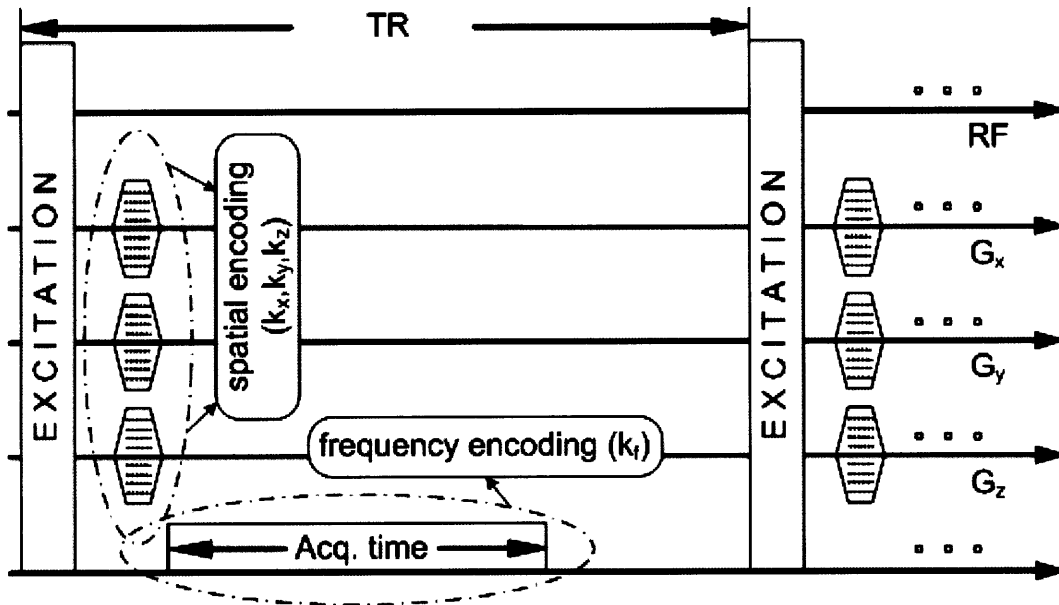 TR
RF
EXCITATION
spatial encoding
(kx,ky,kz)
EXCITATION
Gx
Gy
frequency encoding (kf)
Gz
Acq. time